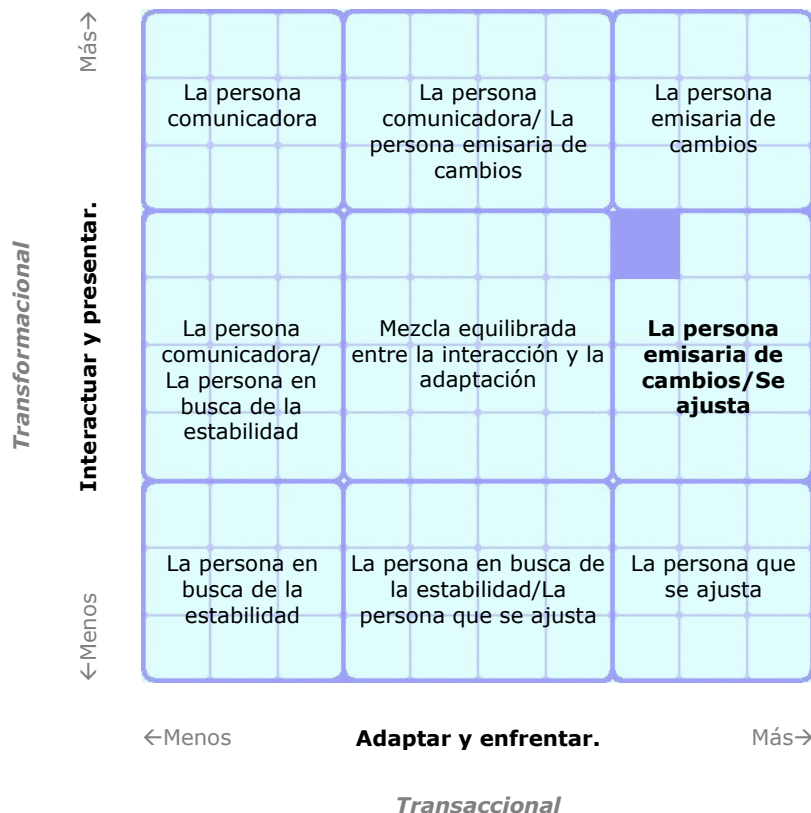 Más→
La persona
comunicadora
La persona
comunicadora/ La
persona emisaria de
cambios
La persona
emisaria de
cambios
Transformacional
Interactuar y presentar.
La persona
comunicadora/
La persona en
busca de la
estabilidad
Mezcla equilibrada
entre la interacción y la
adaptación
La persona
emisaria de
cambios/Se
ajusta
La persona en
busca de la
estabilidad
La persona en busca de
la estabilidad/La
persona que se ajusta
La persona que
se ajusta
←Menos
←Menos
Adaptar y enfrentar.
Más→
Transaccional